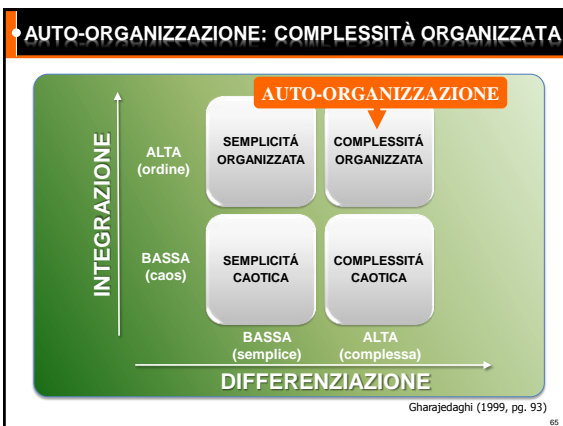 AUTO-ORGANIZZAZIONE: COMPLESSITÀ ORGANIZZATA
AUTO-ORGANIZZAZIONE
INTEGRAZIONE
ALTA
(ordine)
SEMPLICITÁ
ORGANIZZATA
COMPLESSITÁ
ORGANIZZATA
BASSA
(caos)
SEMPLICITÁ
CAOTICA
COMPLESSITÁ
CAOTICA
BASSA
(semplice)
ALTA
(complessa)
DIFFERENZIAZIONE
Gharajedaghi (1999, pg. 93)
65